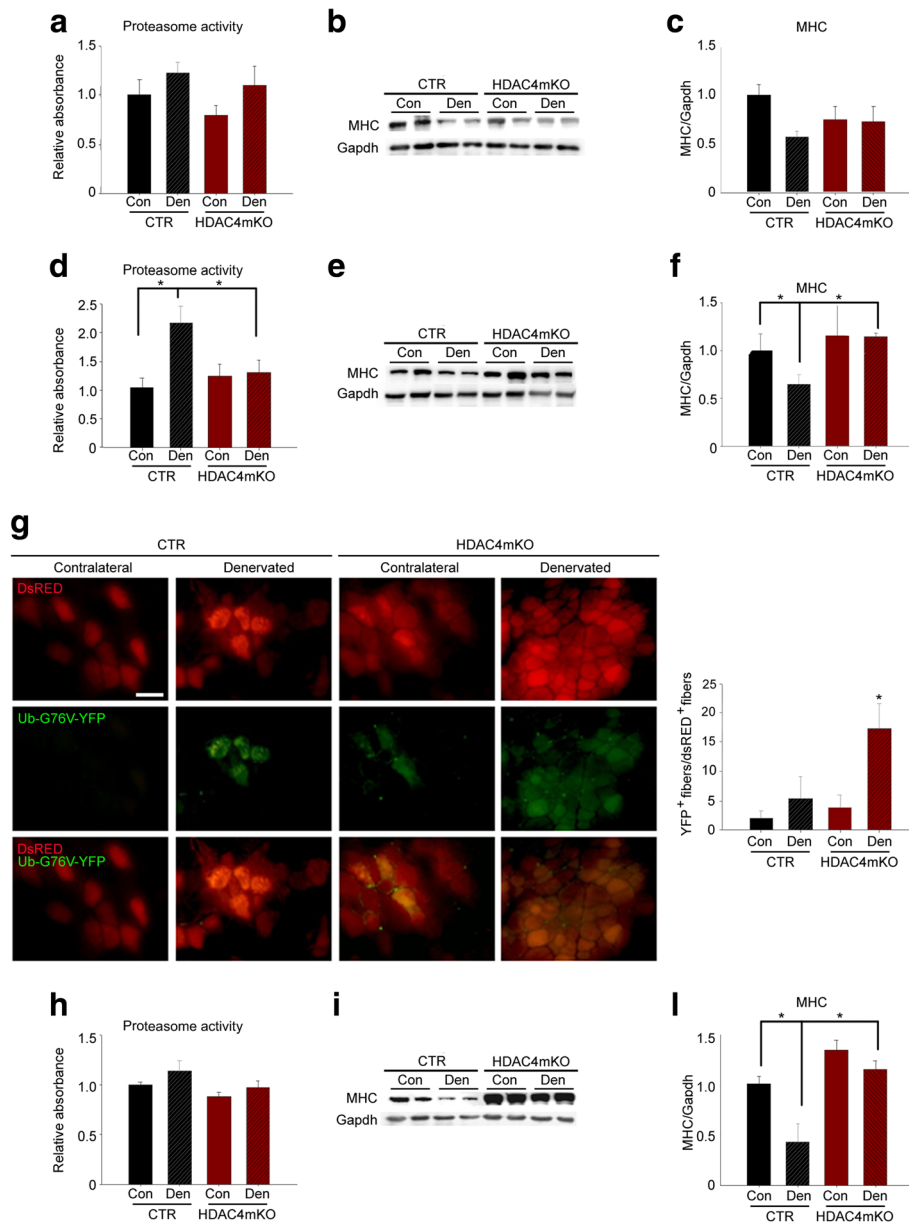 a
Proteasome activity
Relative absorbance
1.5
1.0
0.5
0
Con Den Con Den
CTR HDAC4mKO
b
CTR HDAC4mKO
Con Den Con Den
MHC
Gapdh
c
MHC
MHC/Gapdh
1.5
1.0
0.5
0
Con Den Con Den
CTR HDAC4mKO
d
Proteasome activity
Relative absorbance
2.5
2.0
1.5
1.0
0.5
0
* *
Con Den Con Den
CTR HDAC4mKO
e
CTR HDAC4mKO
Con Den Con Den
MHC
Gapdh
f
MHC
MHC/Gapdh
1.5
1.0
0.5
0
* *
Con Den Con Den
CTR HDAC4mKO
g
CTR HDAC4mKO
Contralateral Denervated Contralateral Denervated
DsRED
Ub-G76V-YFP
DsRED
Ub-G76V-YFP
YFP+fibers/dsRED+fibers
25
20
15
10
5
0
*
Con Den Con Den
CTR HDAC4mKO
h
Proteasome activity
Relative absorbance
1.5
1.0
0.5
0
Con Den Con Den
CTR HDAC4mKO
i
CTR HDAC4mKO
Con Den Con Den
MHC
Gapdh
l
MHC
MHC/Gapdh
1.5
1.0
0.5
0
* *
Con Den Con Den
CTR HDAC4mKO